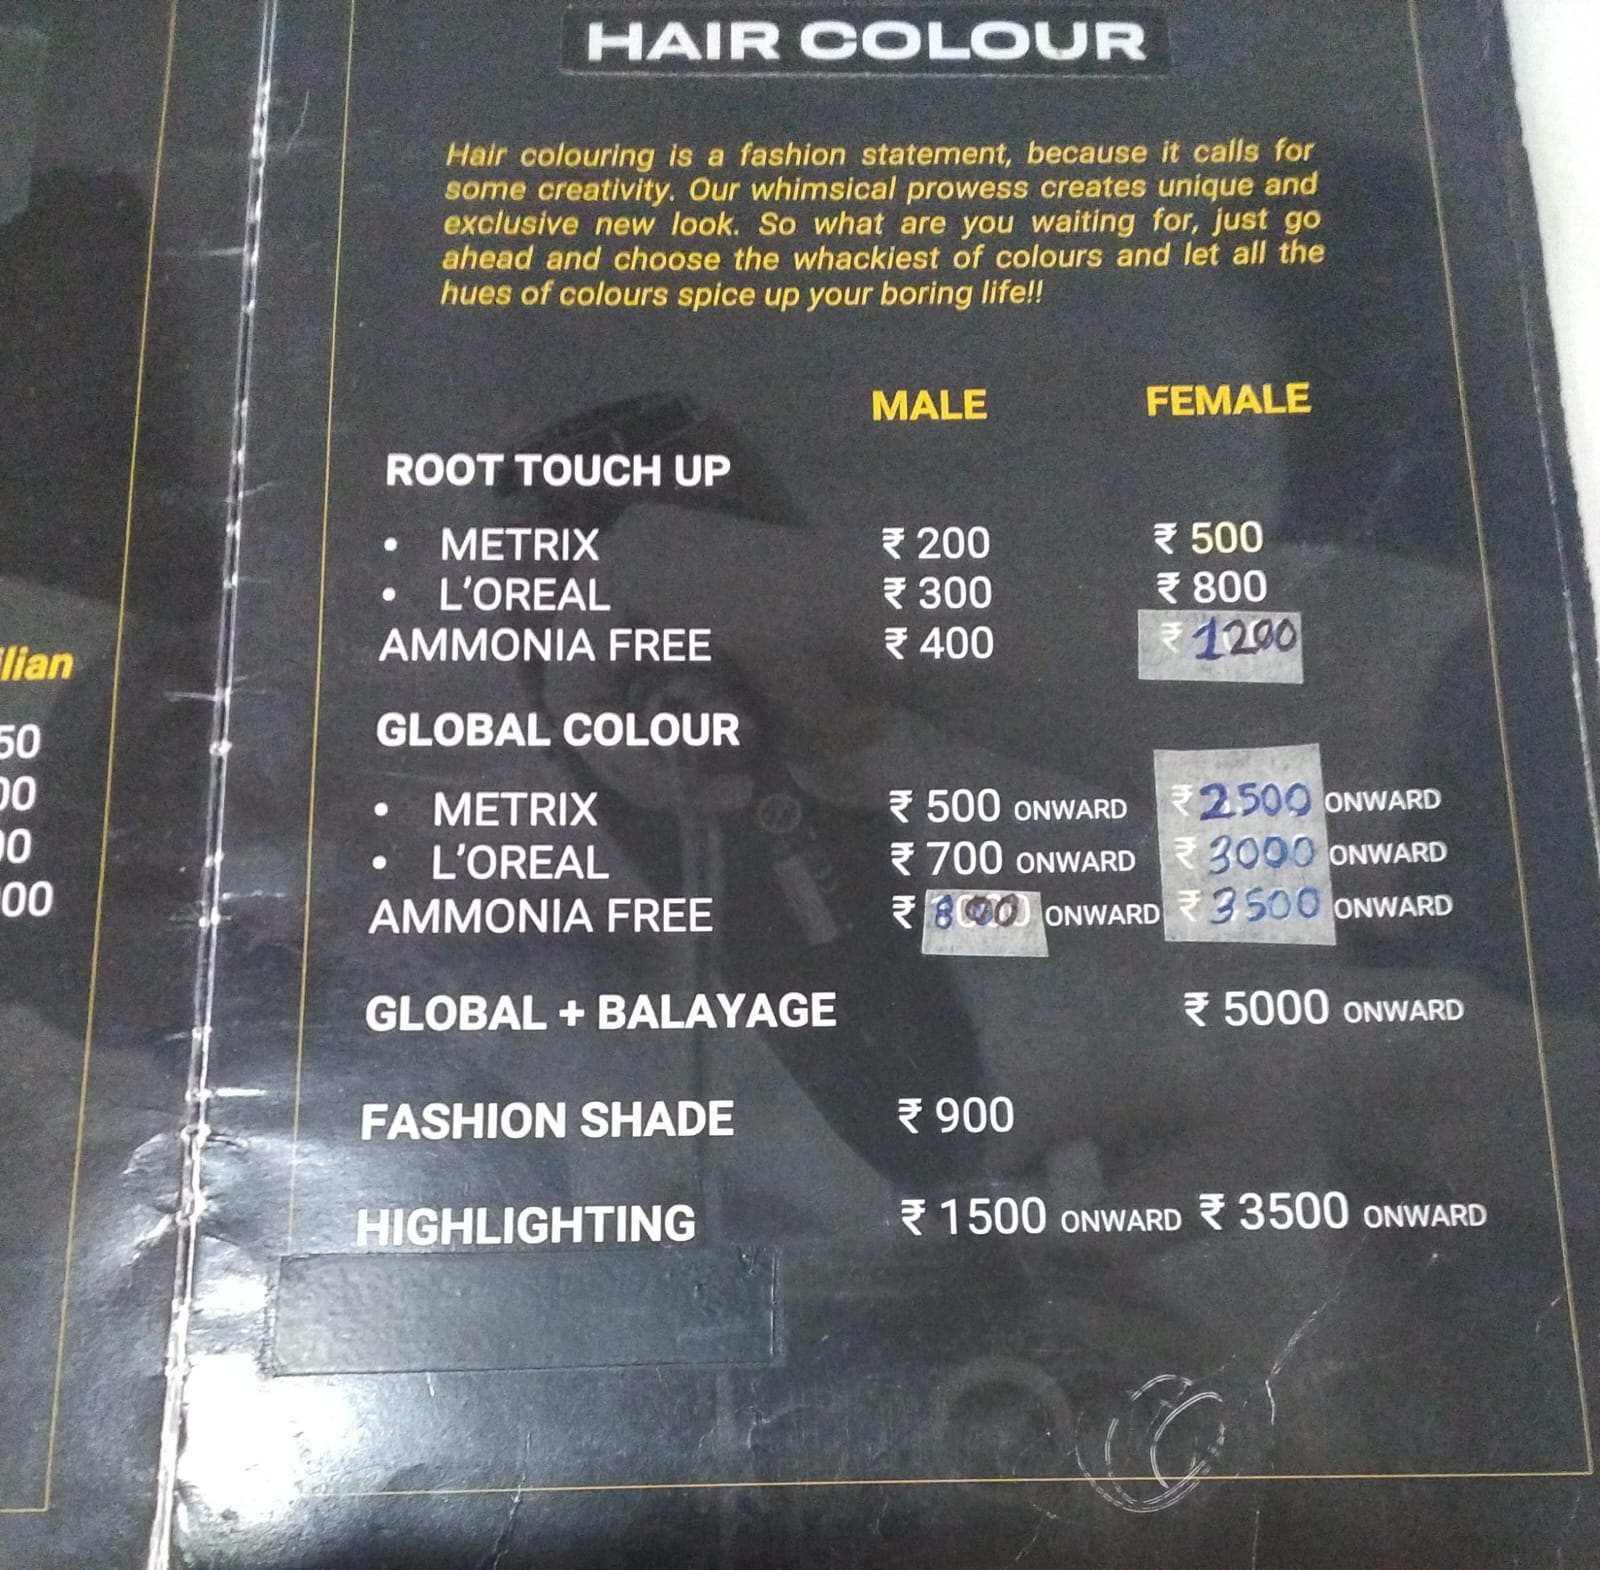 HAIR COLOUR
Hair colouring is a fashion statement, because it calls for
some creativity. Our whimsical prowess creates unique and
exclusive new look. So what are you waiting for, just go
ahead and choose the whackiest of colours and let all the
hues of colours spice up your boring life!!
MALE FEMALE
ROOT TOUCH UP
• METRIX ₹ 200 ₹ 500
• L'OREAL ₹ 300 ₹ 800
AMMONIA FREE ₹ 400 ₹ 1200
GLOBAL COLOUR
• METRIX ₹ 500 ONWARD ₹ 2500 ONWARD
• L'OREAL ₹ 700 ONWARD ₹ 3000 ONWARD
AMMONIA FREE ₹ 800 ONWARD ₹ 3500 ONWARD
GLOBAL + BALAYAGE ₹ 5000 ONWARD
FASHION SHADE ₹ 900
HIGHLIGHTING ₹ 1500 ONWARD ₹ 3500 ONWARD